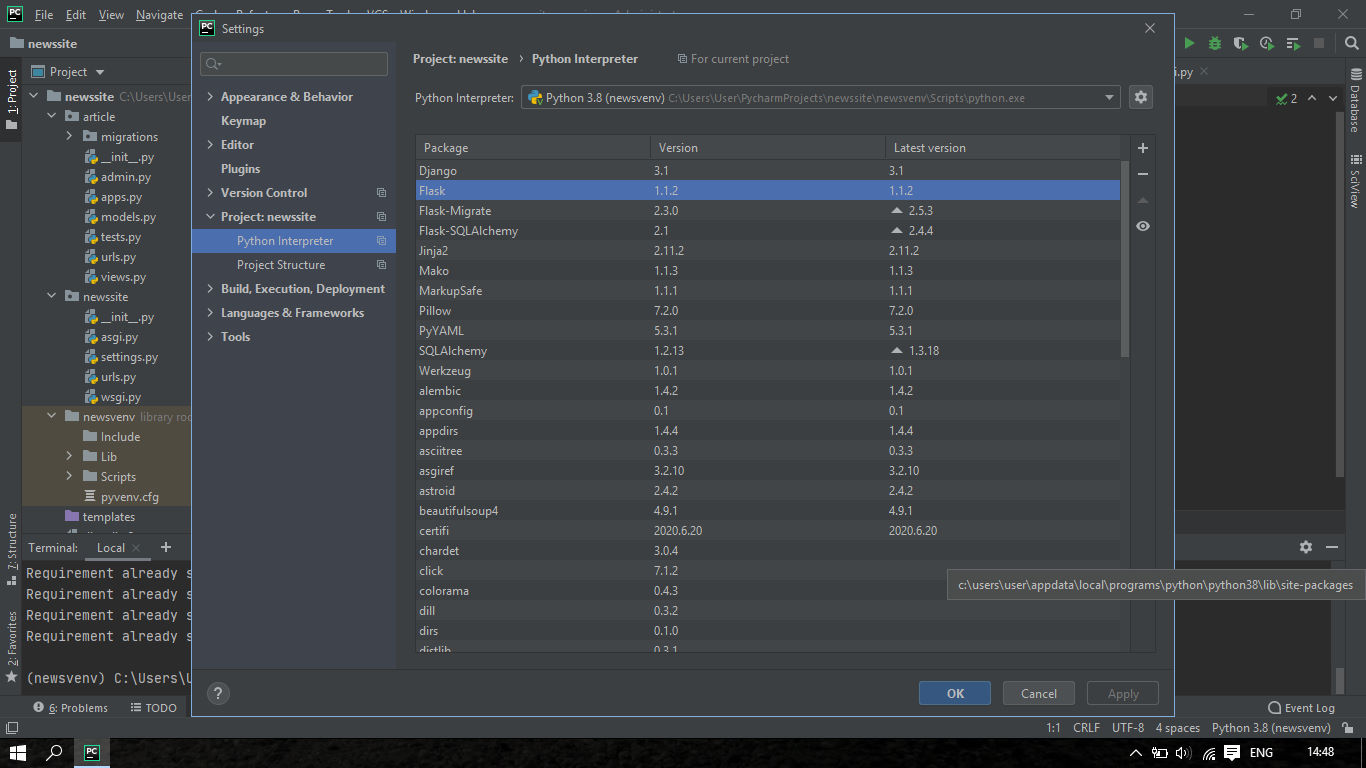 PC File Edit View Navigate
newssite
Project
newssite C:\Users\User
article
migrations
__init__.py
admin.py
apps.py
models.py
tests.py
urls.py
views.py
newssite
__init__.py
asgi.py
settings.py
urls.py
wsgi.py
newsvenv library roo
Include
Lib
Scripts
pyvenv.cfg
templates
1: Project
Z: Structure
2: Favorites
PC Settings
Appearance & Behavior
Keymap
Editor
Plugins
Version Control
Project: newssite
Python Interpreter
Project Structure
Build, Execution, Deployment
Languages & Frameworks
Tools
Project: newssite › Python Interpreter For current project
Python Interpreter: Python 3.8 (newsvenv) C:\Users\User\PycharmProjects\newssite\newsvenv\Scripts\python.exe
Package Version Latest version
Django 3.1 3.1
Flask 1.1.2 1.1.2
Flask-Migrate 2.3.0 2.5.3
Flask-SQLAlchemy 2.1 2.4.4
Jinja2 2.11.2 2.11.2
Mako 1.1.3 1.1.3
MarkupSafe 1.1.1 1.1.1
Pillow 7.2.0 7.2.0
PyYAML 5.3.1 5.3.1
SQLAlchemy 1.2.13 1.3.18
Werkzeug 1.0.1 1.0.1
alembic 1.4.2 1.4.2
appconfig 0.1 0.1
appdirs 1.4.4 1.4.4
asciitree 0.3.3 0.3.3
asgiref 3.2.10 3.2.10
astroid 2.4.2 2.4.2
beautifulsoup4 4.9.1 4.9.1
certifi 2020.6.20 2020.6.20
chardet 3.0.4
click 7.1.2
colorama 0.4.3
dill 0.3.2
dirs 0.1.0
distlib 0.3.1
c:\users\user\appdata\local\programs\python\python38\lib\site-packages
? OK Cancel Apply
i.py
2
Database
SciView
Terminal: Local +
Requirement already s
Requirement already s
Requirement already s
Requirement already s
(newsvenv) C:\Users\U
6: Problems TODO Event Log
1:1 CRLF UTF-8 4 spaces Python 3.8 (newsvenv)
PC ENG 14:48